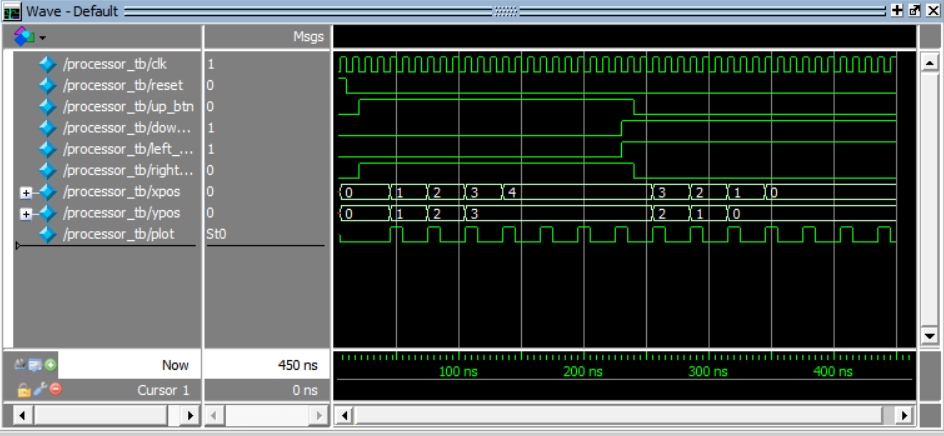 Wave - Default
Msgs
/processor_tb/clk 1
/processor_tb/reset 0
/processor_tb/up_btn 0
/processor_tb/dow... 1
/processor_tb/left_... 1
/processor_tb/right... 0
/processor_tb/xpos 0 0 1 2 3 4 3 2 1 0
/processor_tb/ypos 0 0 1 2 3 2 1 0
/processor_tb/plot St0
Now 450 ns 100 ns 200 ns 300 ns 400 ns
Cursor 1 0 ns